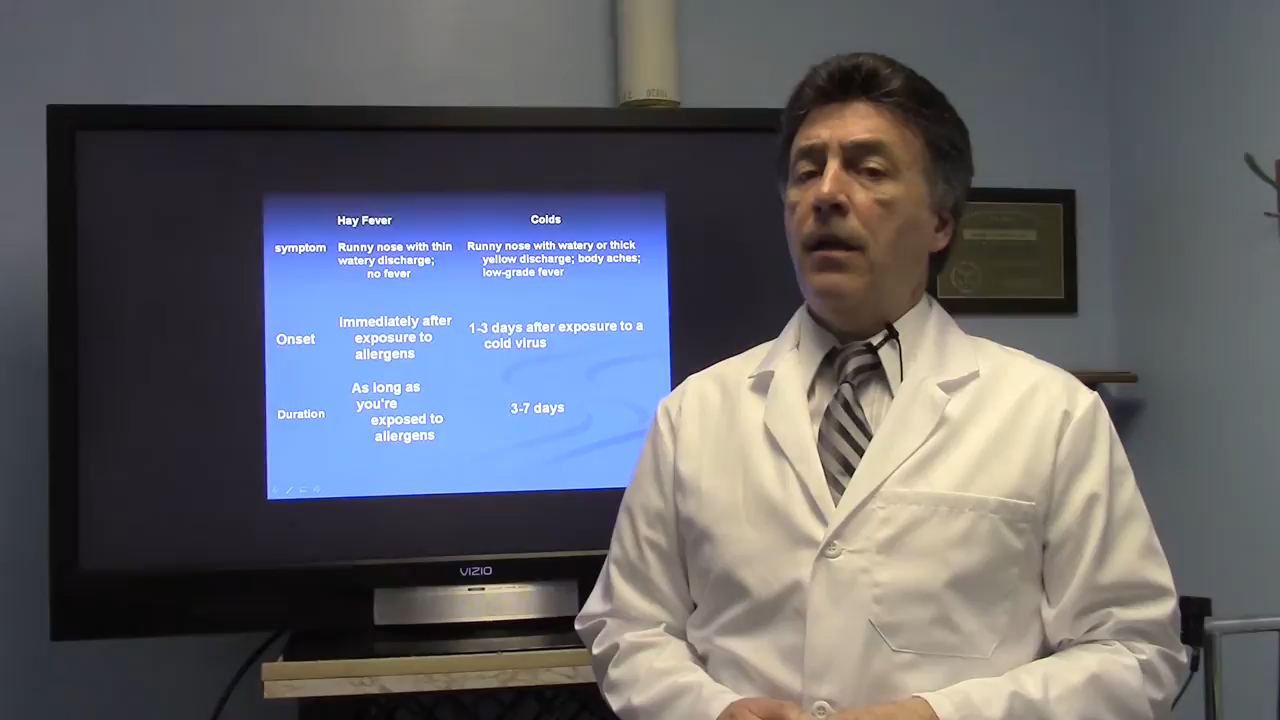 Hay Fever
Colds
symptom
Runny nose with thin
watery discharge;
no fever
Runny nose with watery or thick
yellow discharge; body aches;
low-grade fever
Onset
Immediately after
exposure to
allergens
1-3 days after exposure to a
cold virus
Duration
As long as
you're
exposed to
allergens
3-7 days
VIZIO